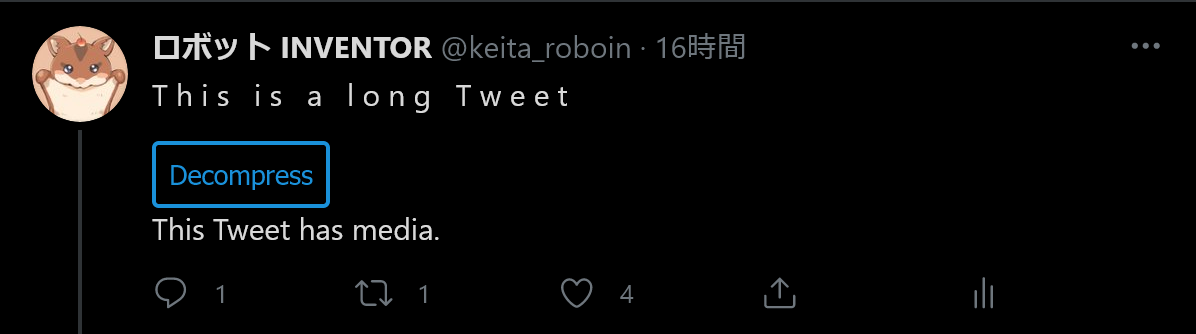 ロボット INVENTOR @keita_roboin · 16時間
T h i s i s a l o n g T w e e t
Decompress
This Tweet has media.
1 1 4